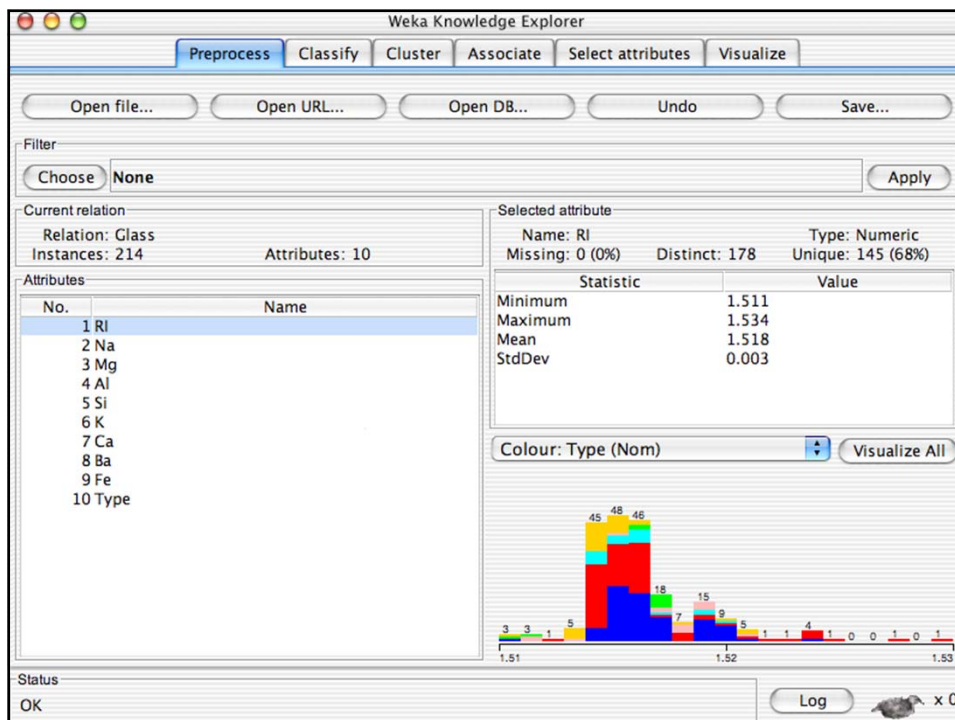 Weka Knowledge Explorer
Preprocess Classify Cluster Associate Select attributes Visualize
Open file... Open URL... Open DB... Undo Save...
Filter
Choose None Apply
Current relation
Relation: Glass
Instances: 214 Attributes: 10
Attributes
No. Name
1 RI
2 Na
3 Mg
4 Al
5 Si
6 K
7 Ca
8 Ba
9 Fe
10 Type
Selected attribute
Name: RI Type: Numeric
Missing: 0 (0%) Distinct: 178 Unique: 145 (68%)
Statistic Value
Minimum 1.511
Maximum 1.534
Mean 1.518
StdDev 0.003
Colour: Type (Nom) Visualize All
3 3 1 5 45 48 46 18 7 15 9 5 1 1 4 1 0 0 1 0 1
1.51 1.52 1.53
Status
OK
Log x 0